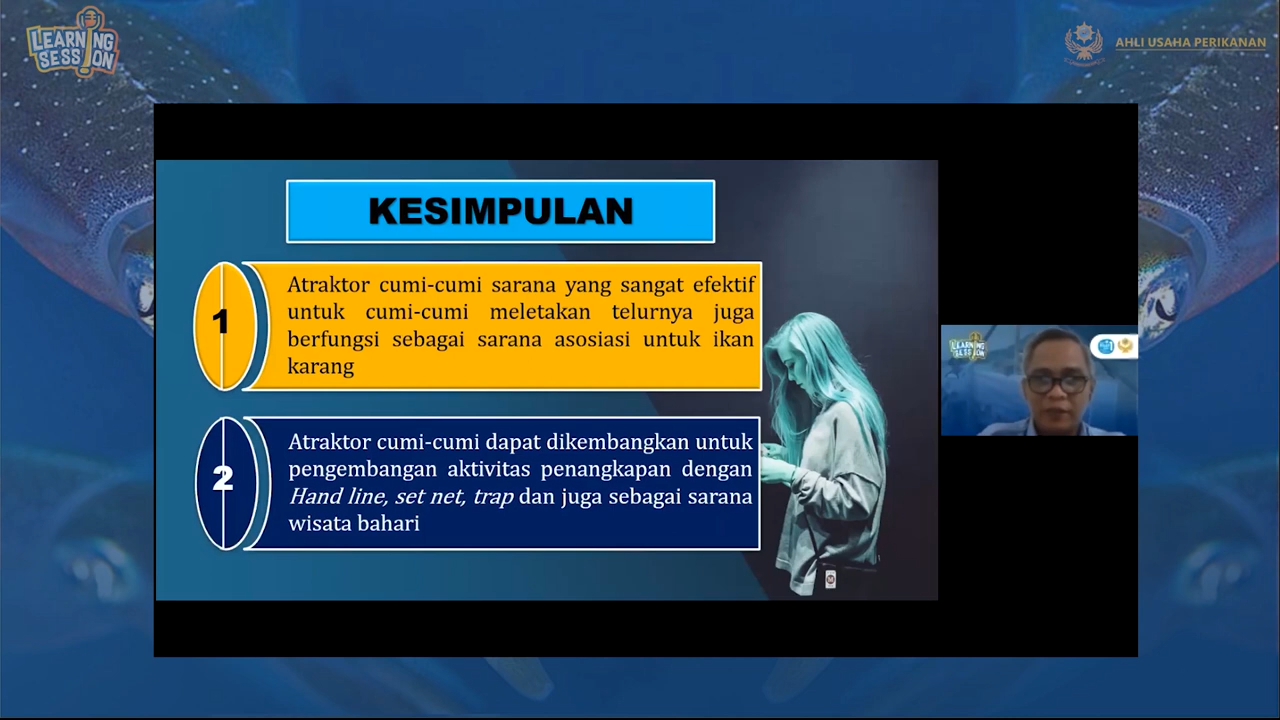 LEARNING
SESSION
AHLI USAHA PERIKANAN
KESIMPULAN
1
Atraktor cumi-cumi sarana yang sangat efektif
untuk cumi-cumi meletakan telurnya juga
berfungsi sebagai sarana asosiasi untuk ikan
karang
2
Atraktor cumi-cumi dapat dikembangkan untuk
pengembangan aktivitas penangkapan dengan
Hand line, set net, trap dan juga sebagai sarana
wisata bahari
LEARNING
SESSION